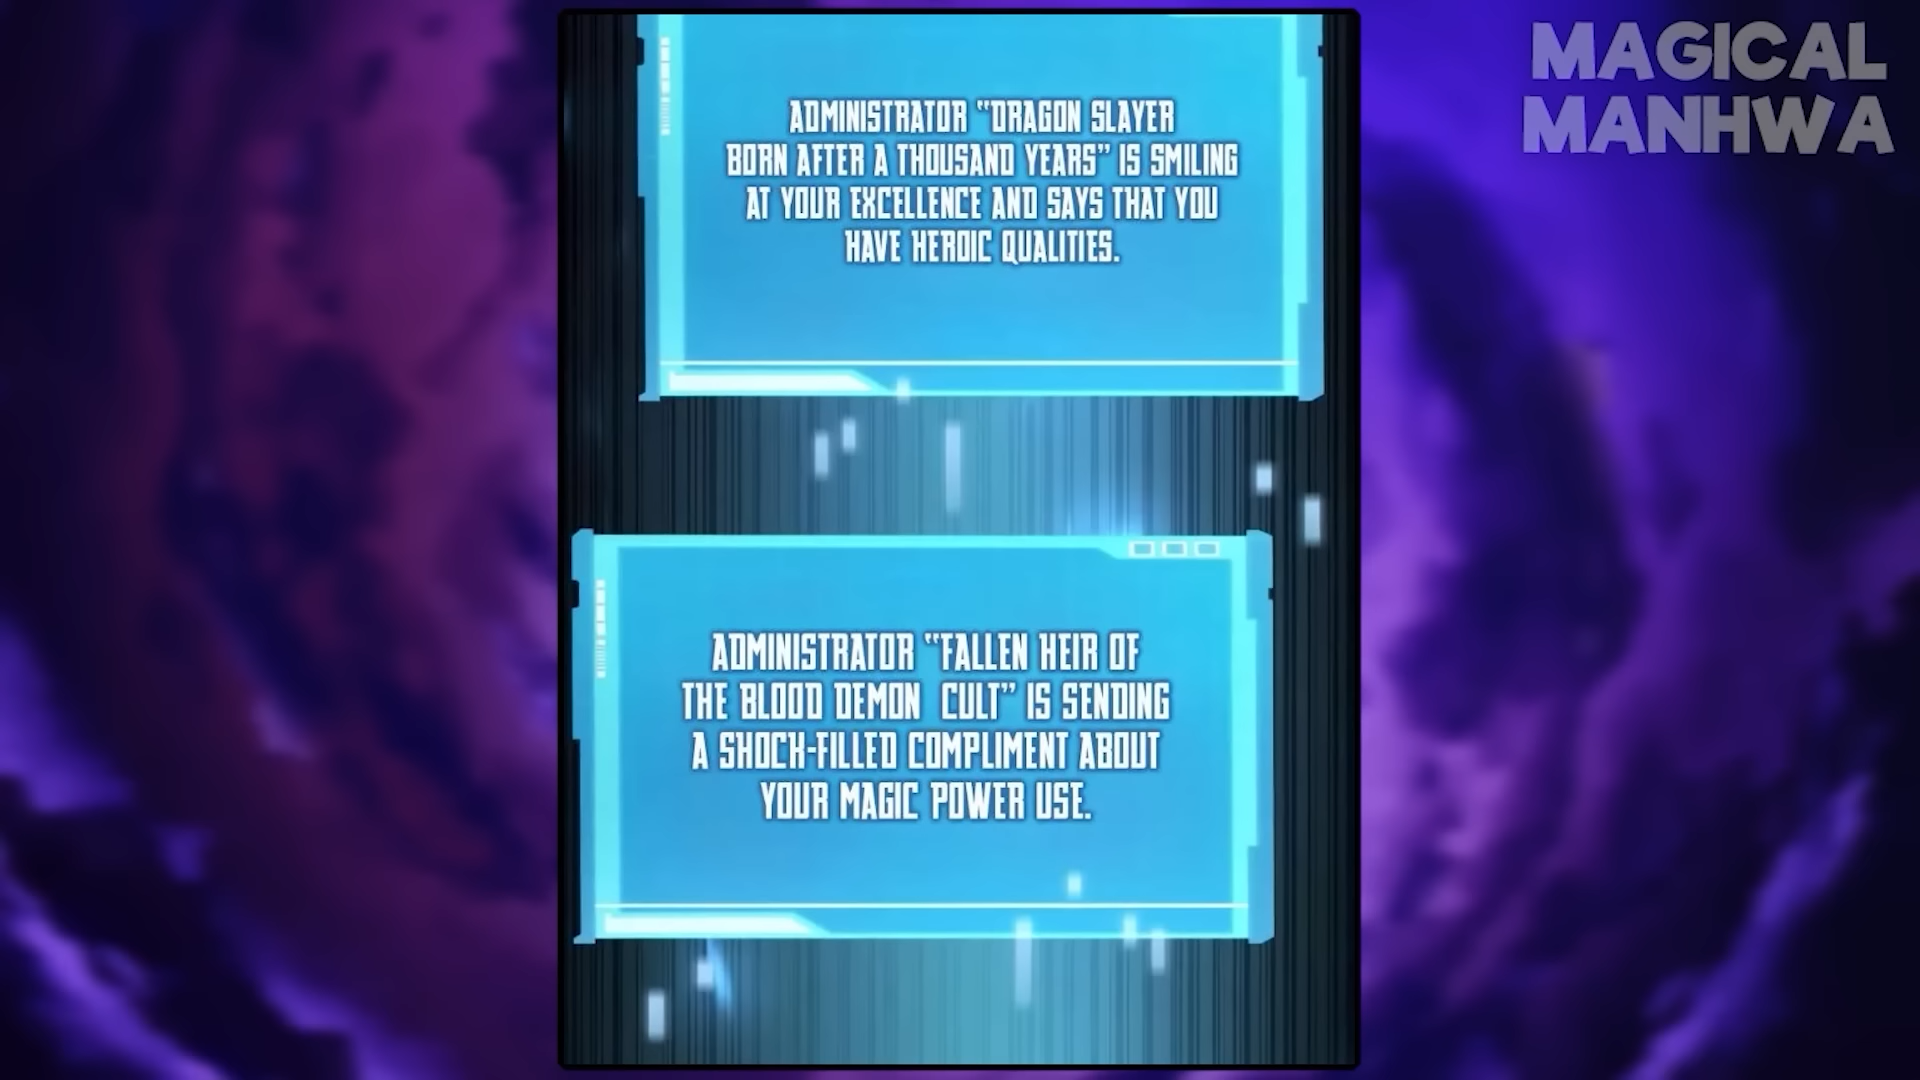 MAGICAL
MANHWA
ADMINISTRATOR "DRAGON SLAYER
BORN AFTER A THOUSAND YEARS" IS SMILING
AT YOUR EXCELLENCE AND SAYS THAT YOU
HAVE HEROIC QUALITIES.
ADMINISTRATOR "FALLEN HEIR OF
THE BLOOD DEMON CULT" IS SENDING
A SHOCK-FILLED COMPLIMENT ABOUT
YOUR MAGIC POWER USE.